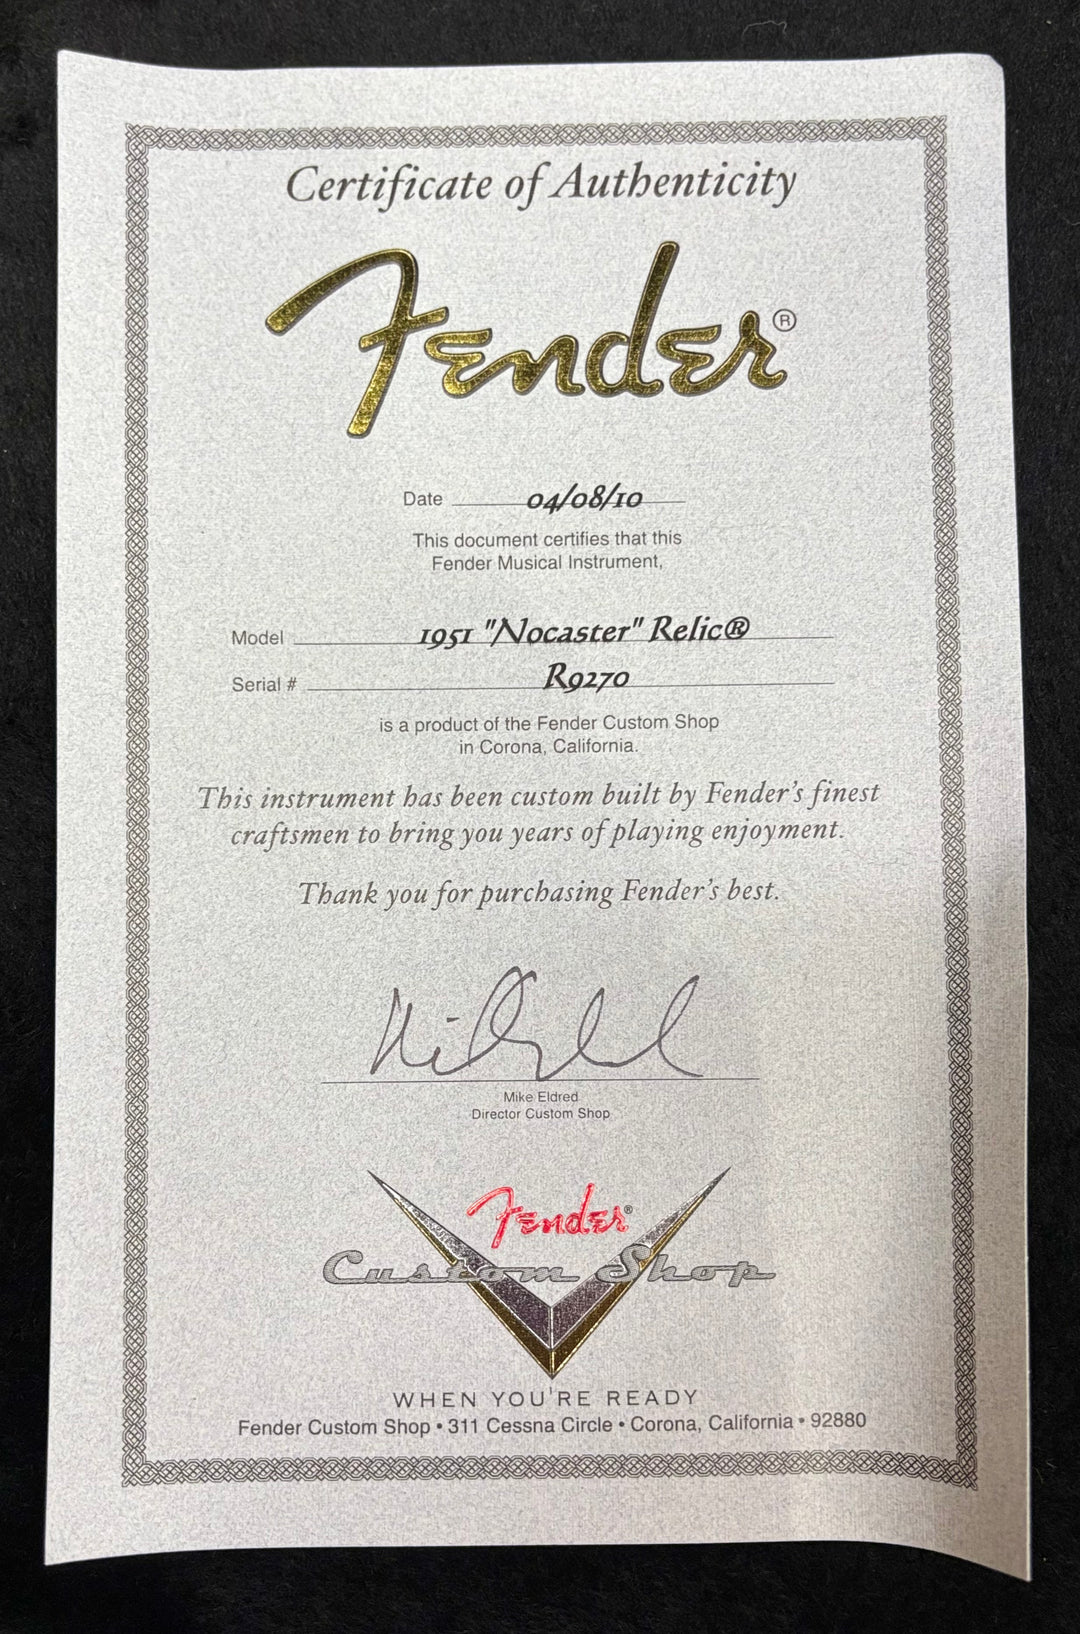 Certificate of Authenticity
Fender®
Date 04/08/10
This document certifies that this
Fender Musical Instrument,
Model 1951 "Nocaster" Relic®
Serial # R9270
is a product of the Fender Custom Shop
in Corona, California.
This instrument has been custom built by Fender's finest
craftsmen to bring you years of playing enjoyment.
Thank you for purchasing Fender's best.
Mike Eldred
Director Custom Shop
Fender®
Custom Shop
WHEN YOU'RE READY
Fender Custom Shop • 311 Cessna Circle • Corona, California • 92880